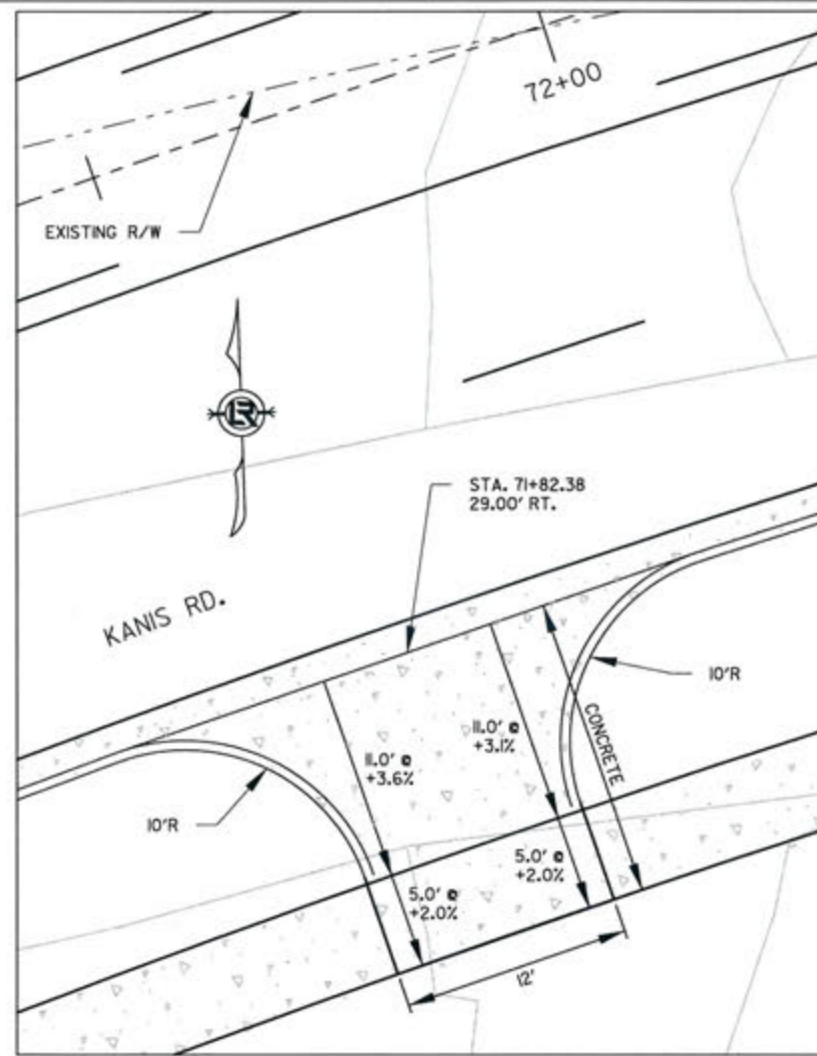 72+00
EXISTING R/W
LR
STA. 71+82.38
29.00' RT.
KANIS RD.
10'R
CONCRETE
11.0' @
+3.1%
11.0' @
+3.6%
10'R
5.0' @
+2.0%
5.0' @
+2.0%
12'